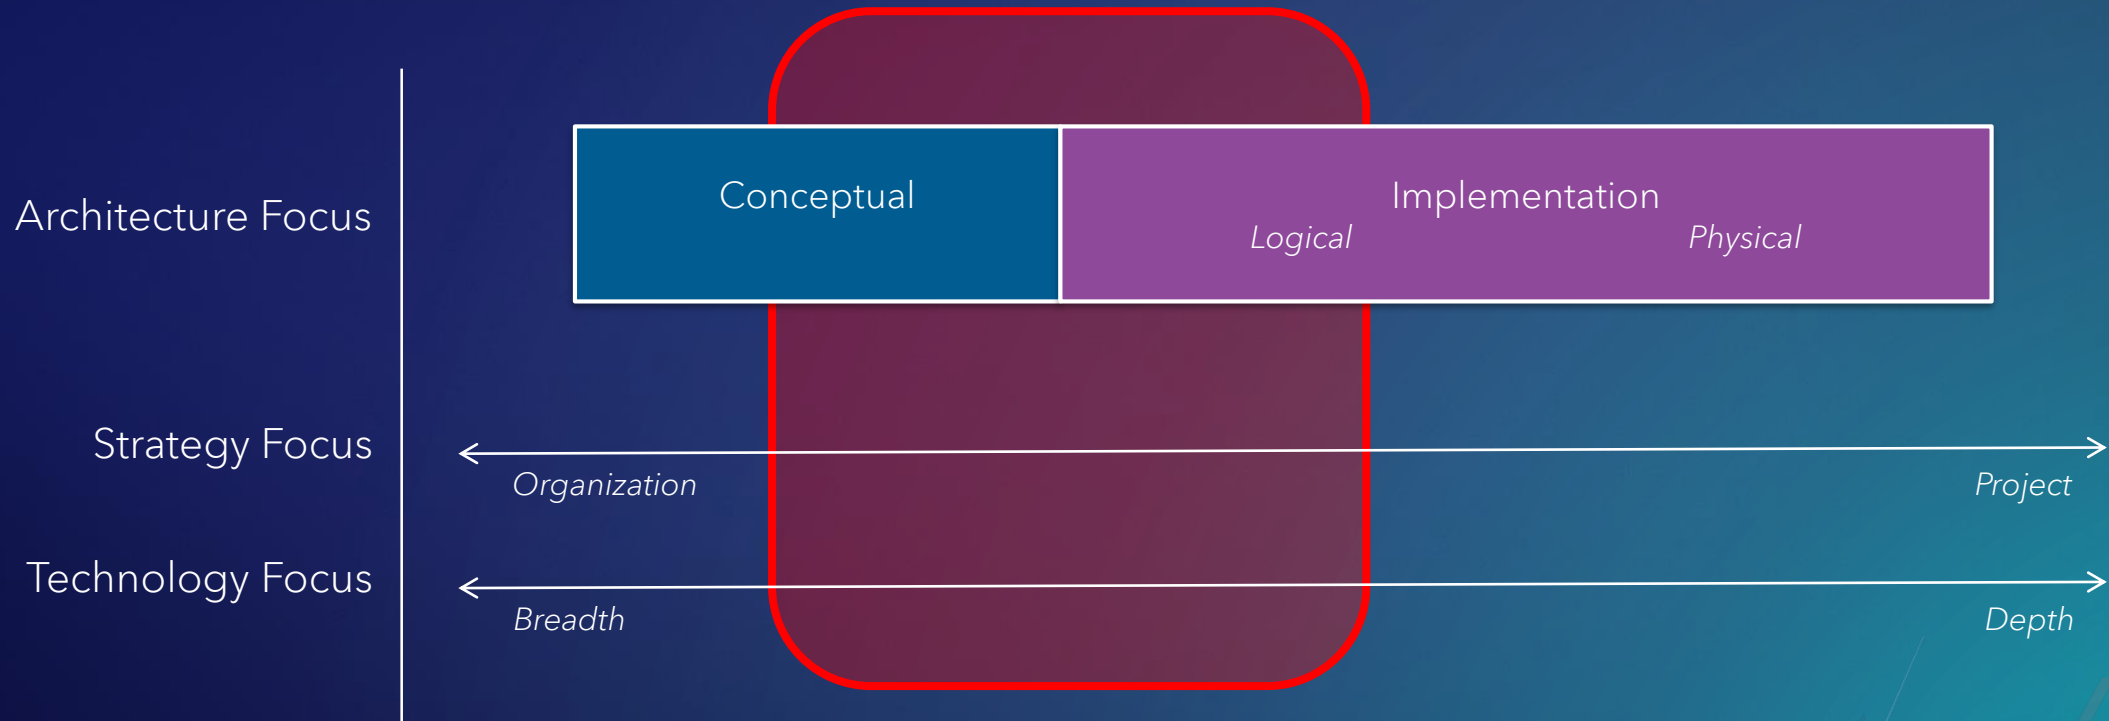 Architecture Focus
Conceptual
Implementation
Logical
Physical
Strategy Focus
Organization
Project
Technology Focus
Breadth
Depth